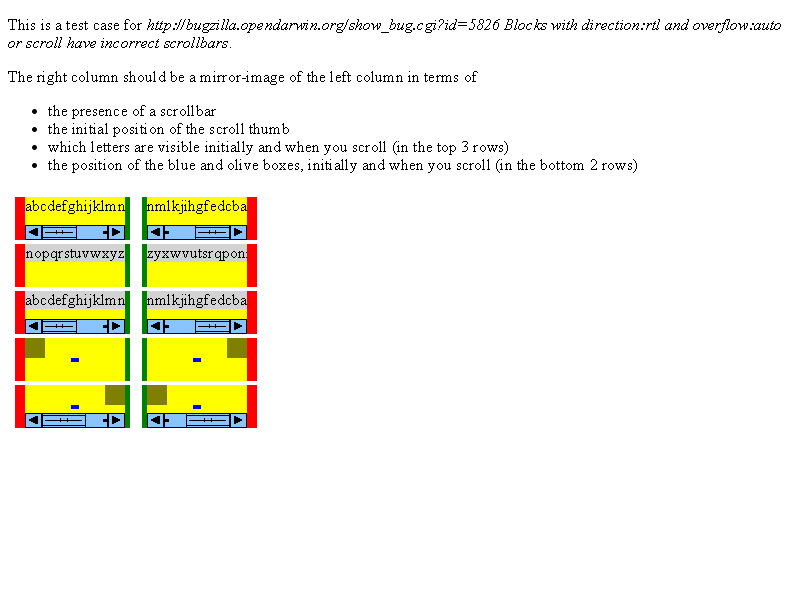 This is a test case for http://bugzilla.opendarwin.org/show_bug.cgi?id=5826 Blocks with direction:rtl and overflow:auto
or scroll have incorrect scrollbars.
The right column should be a mirror-image of the left column in terms of
• the presence of a scrollbar
• the initial position of the scroll thumb
• which letters are visible initially and when you scroll (in the top 3 rows)
• the position of the blue and olive boxes, initially and when you scroll (in the bottom 2 rows)
abcdefghijklmn nmlkjihgfedcba
nopqrstuvwxyz zyxwvutsrqpon
abcdefghijklmn nmlkjihgfedcba